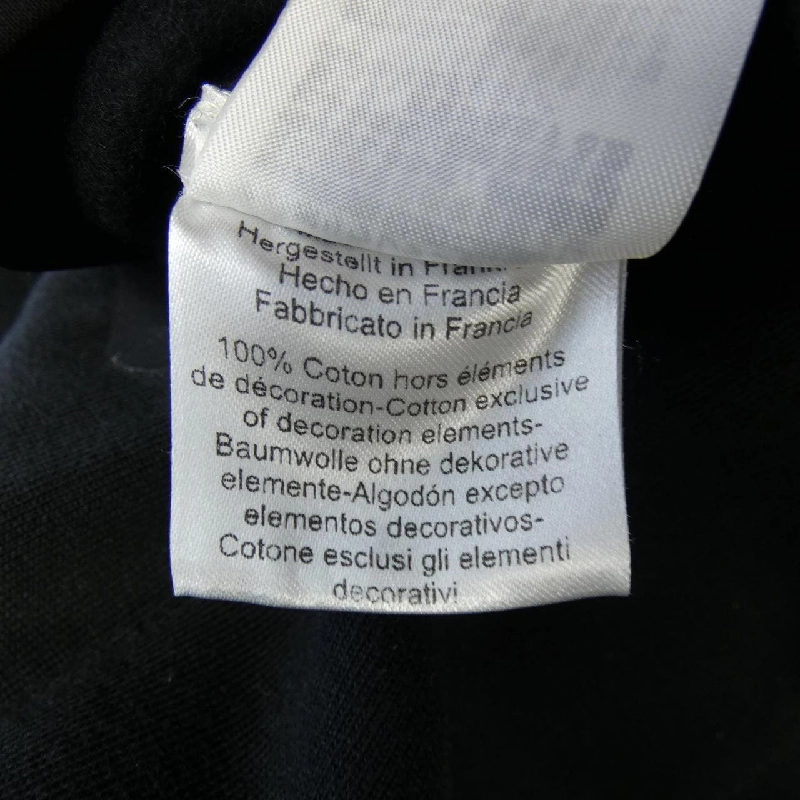 Hergestellt in
Hecho en Francia
Fabbricato in Francia
100% Coton hors éléments
de décoration-Cotton exclusive
of decoration elements-
Baumwolle ohne dekorative
elemente-Algodón excepto
elementos decorativos-
Cotone esclusi gli elementi
decorativi